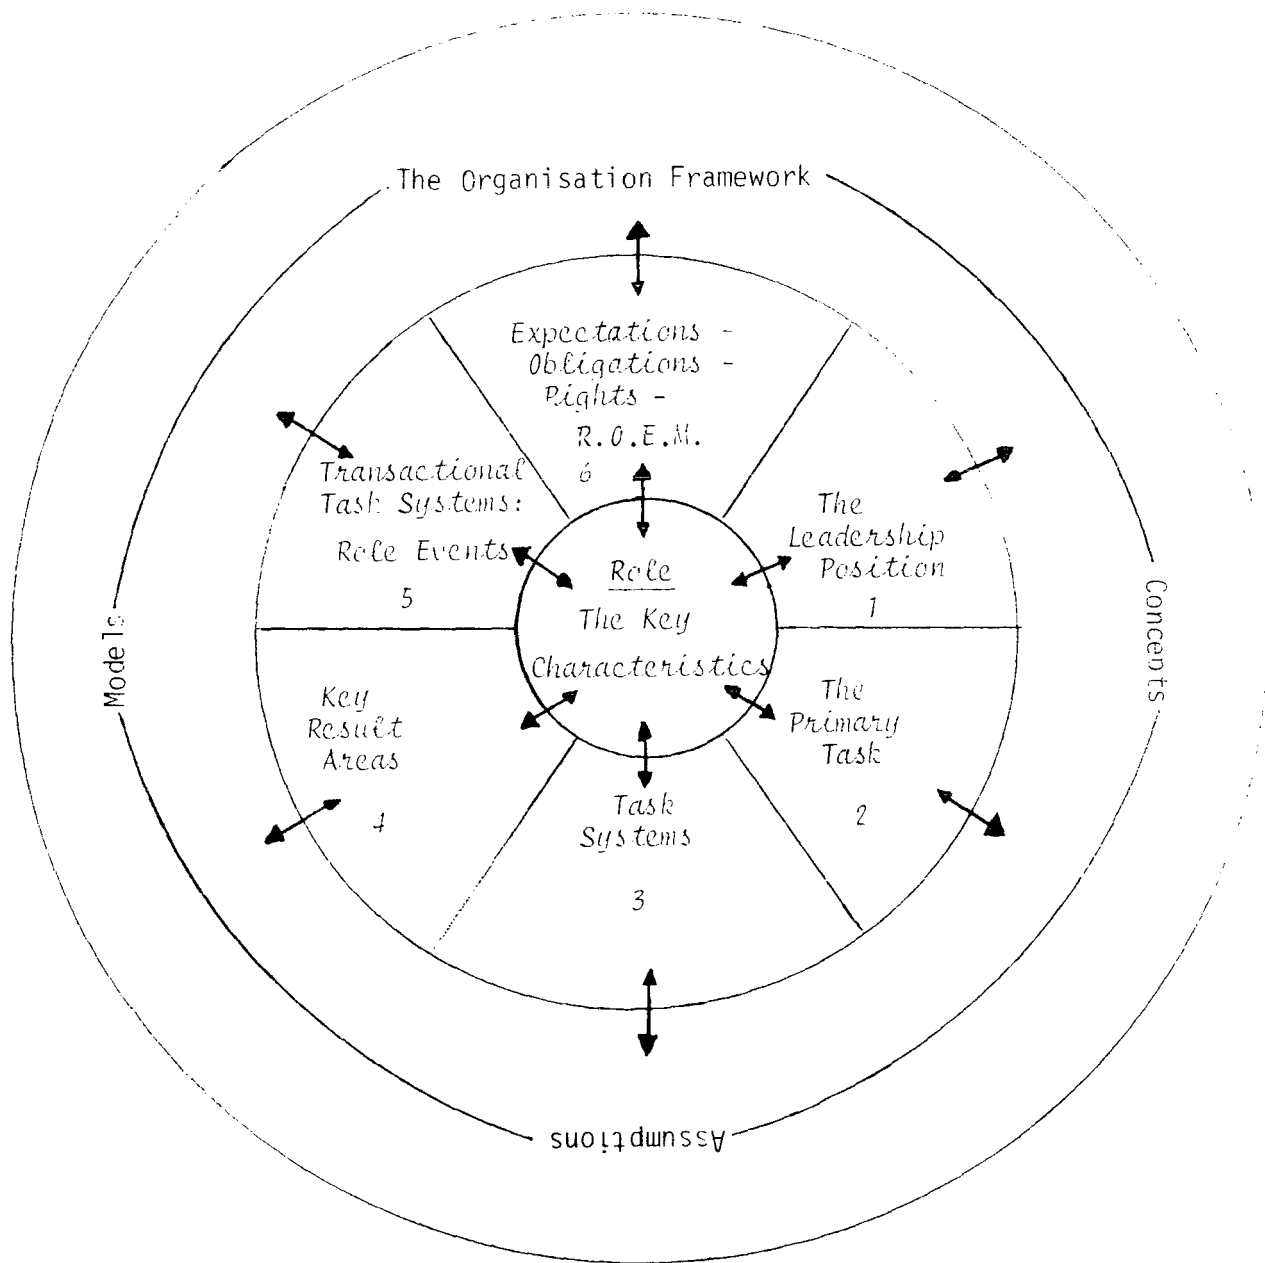 The Organisation Framework
Expectations -
Obligations -
Rights -
R.O.E.M.
6
Transactional
Task Systems:
Role Events
5
The
Leadership
Position
1
Role
The Key
Characteristics
Models
Concepts
Key
Result
Areas
4
The
Primary
Task
2
Task
Systems
3
Assumptions